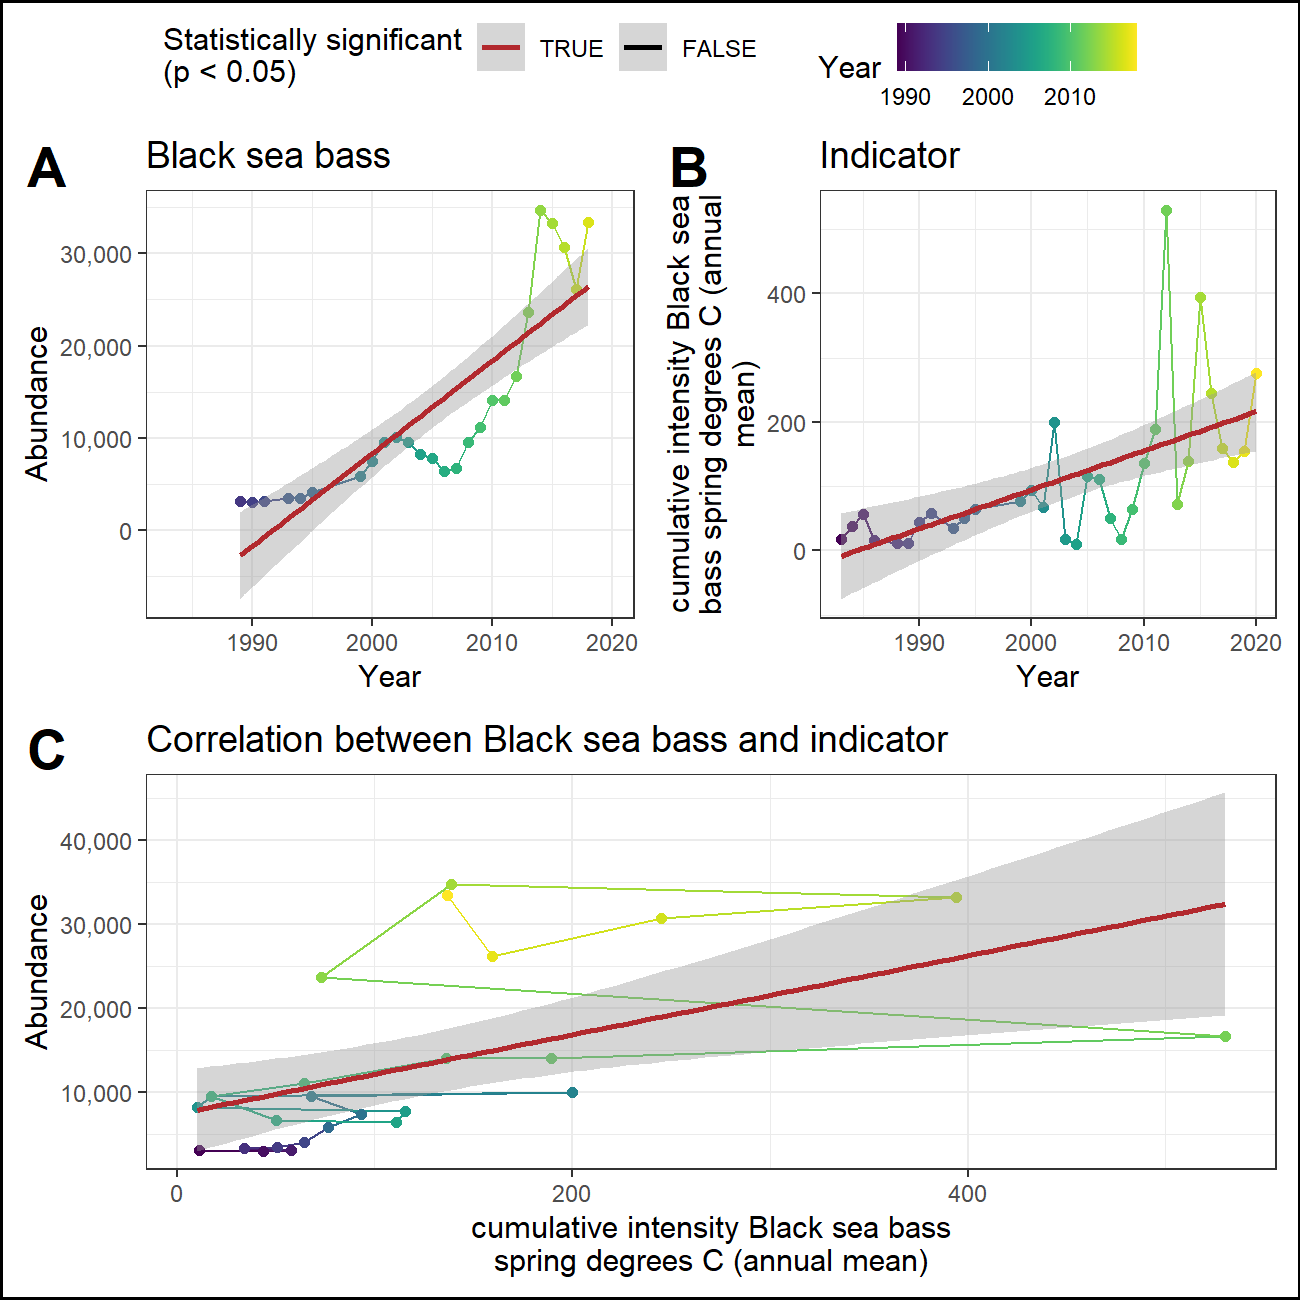 Statistically significant
(p < 0.05)
TRUE
FALSE
Year
1990
2000
2010
A
Black sea bass
Abundance
30,000
20,000
10,000
0
1990
2000
2010
2020
Year
B
Indicator
cumulative intensity Black sea
bass spring degrees C (annual
mean)
400
200
0
1990
2000
2010
2020
Year
C
Correlation between Black sea bass and indicator
Abundance
40,000
30,000
20,000
10,000
0
200
400
cumulative intensity Black sea bass
spring degrees C (annual mean)